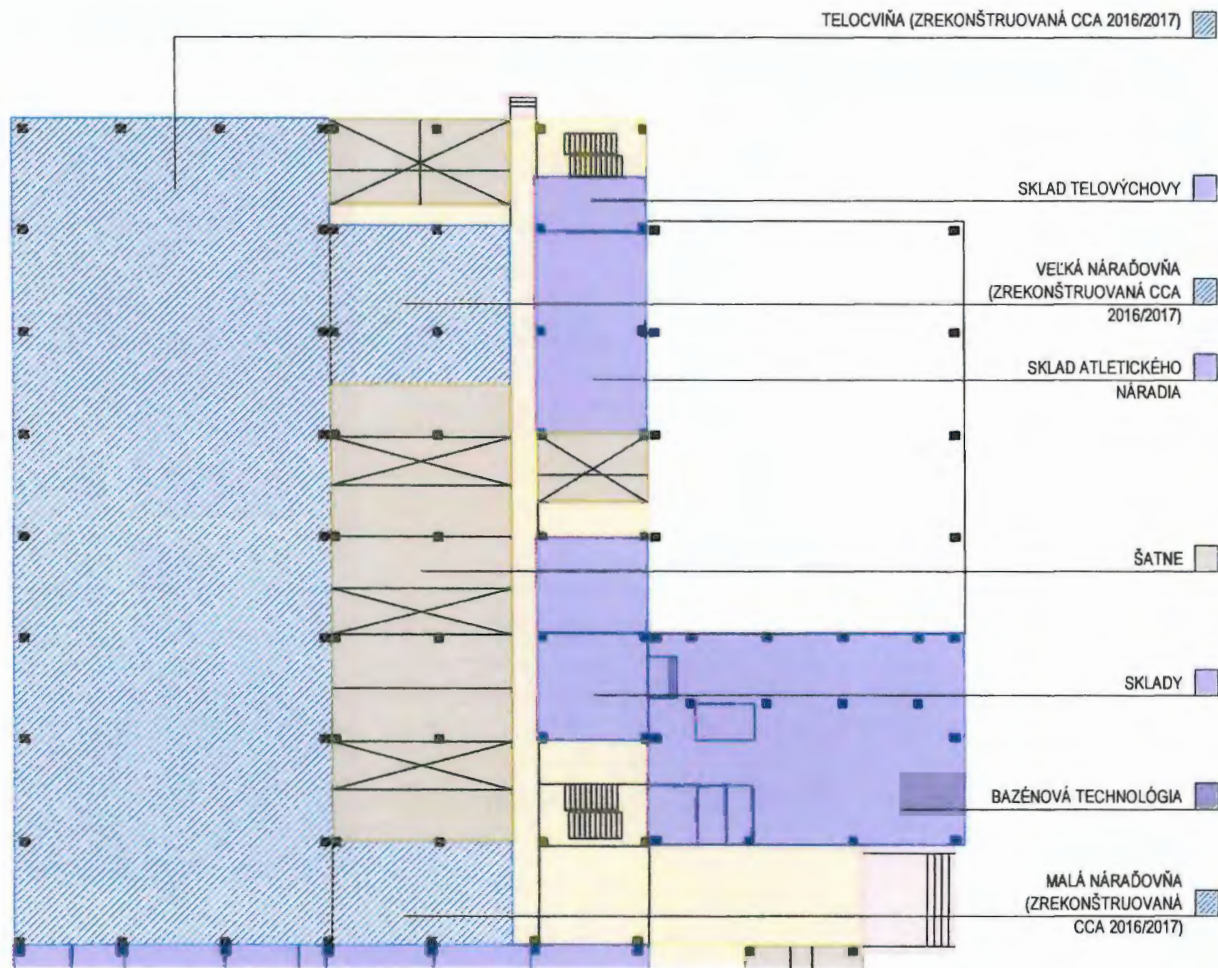 TELOCVIŇA (ZREKONŠTRUOVANÁ CCA 2016/2017)
SKLAD TELOVÝCHOVY
VEĽKÁ NÁRAĎOVŇA
(ZREKONŠTRUOVANÁ CCA
2016/2017)
SKLAD ATLETICKÉHO
NÁRADIA
ŠATNE
SKLADY
BAZÉNOVÁ TECHNOLÓGIA
MALÁ NÁRAĎOVŇA
(ZREKONŠTRUOVANÁ
CCA 2016/2017)